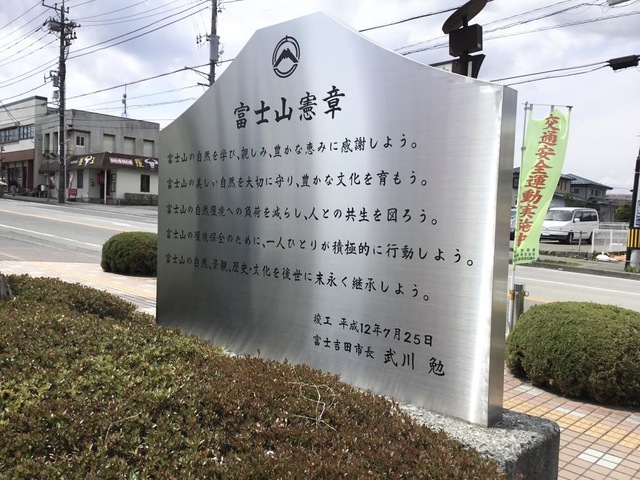 富士山憲章
富士山の自然を学び、親しみ、豊かな恵みに感謝しよう。
富士山の美しい自然を大切に守り、豊かな文化を育もう。
富士山の自然環境への負荷を減らし、人との共生を図ろう。
富士山の環境保全のために、一人ひとりが積極的に行動しよう。
富士山の自然、景観、歴史・文化を後世に末永く継承しよう。
竣工 平成12年7月25日
富士吉田市長 武川 勉
交通安全運動実施中